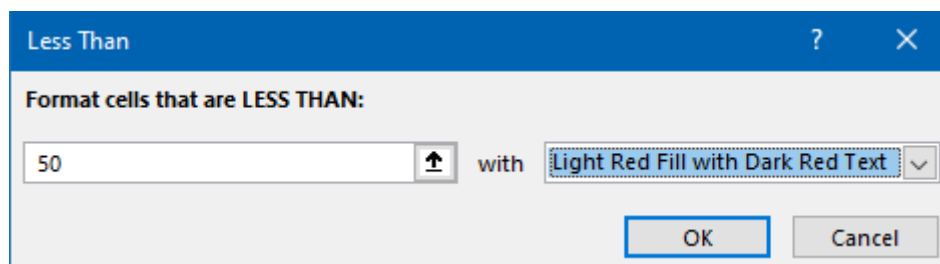 Less Than ?
Format cells that are LESS THAN:
50 with Light Red Fill with Dark Red Text
OK Cancel